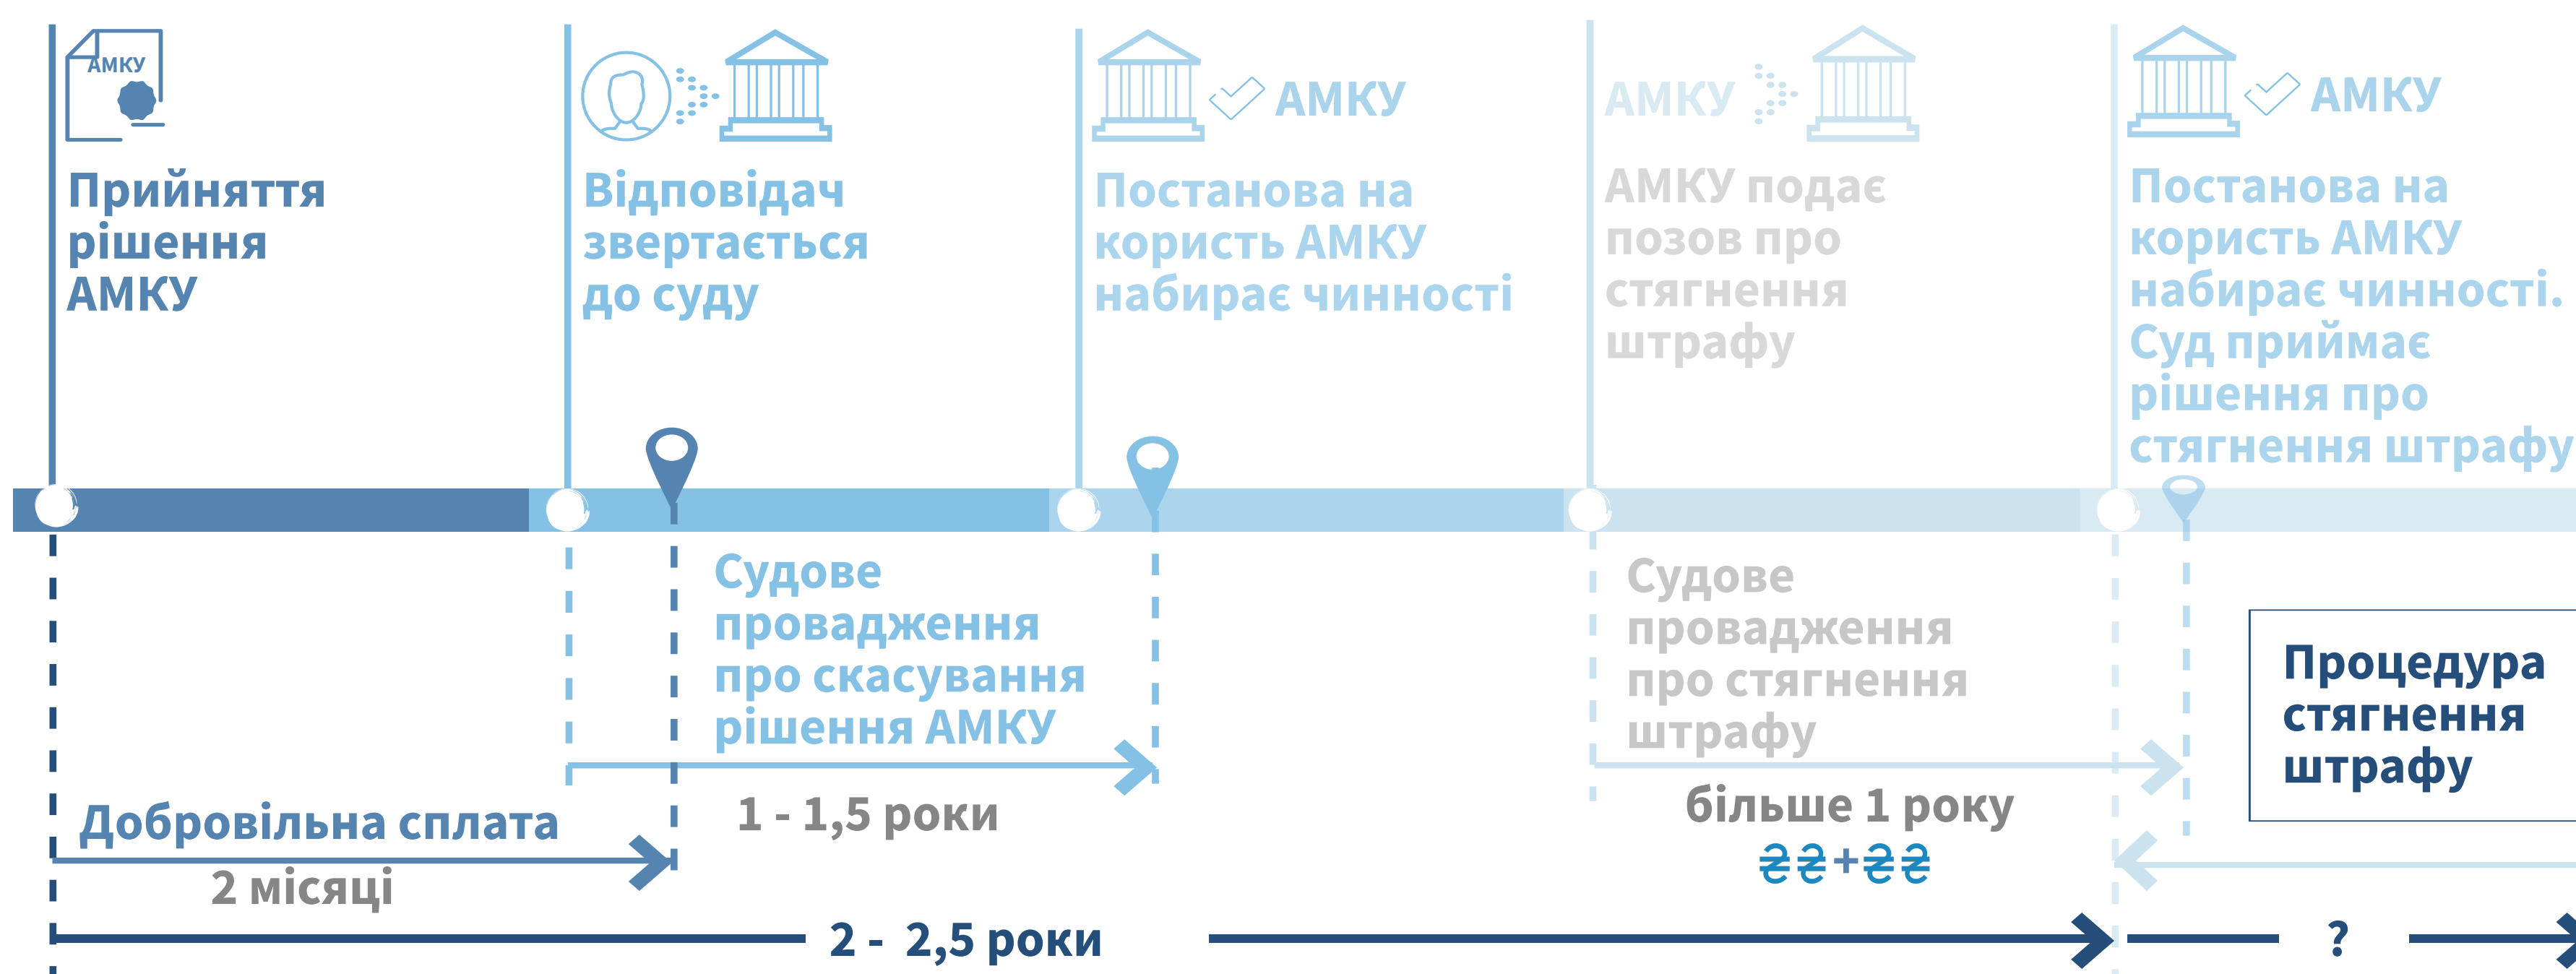 АМКУ
Прийняття
рішення
АМКУ
Відповідач
звертається
до суду
АМКУ
Постанова на
користь АМКУ
набирає чинності
АМКУ
АМКУ подає
позов про
стягнення
штрафу
АМКУ
Постанова на
користь АМКУ
набирає чинності.
Суд приймає
рішення про
стягнення штрафу
Судове
провадження
про скасування
рішення АМКУ
1 - 1,5 роки
Судове
провадження
про стягнення
штрафу
більше 1 року
₴₴+₴₴
Процедура
стягнення
штрафу
Добровільна сплата
2 місяці
2 - 2,5 роки
?